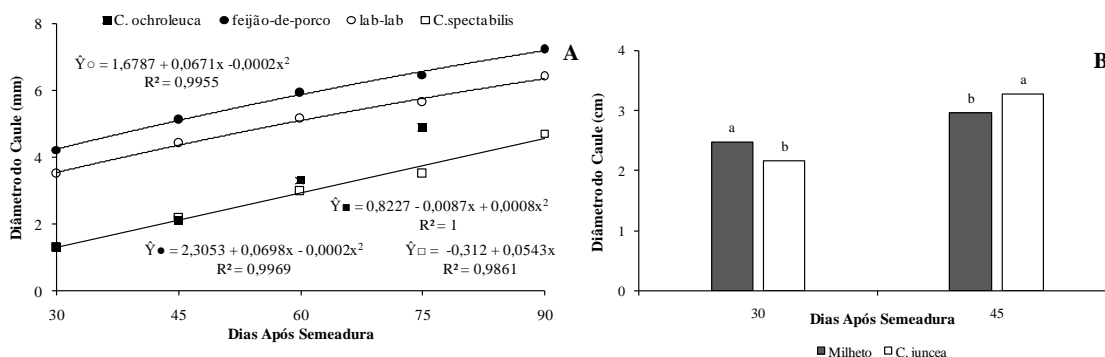 ■ C. ochroleuca ● feijão-de-porco ○ lab-lab □ C.spectabilis
A
Diâmetro do Caule (mm)
8
6
4
2
0
Ŷ○ = 1,6787 + 0,0671x -0,0002x²
R² = 0,9955
Ŷ■ = 0,8227 - 0,0087x + 0,0008x²
R² = 1
Ŷ● = 2,3053 + 0,0698x - 0,0002x²
R² = 0,9969
Ŷ□ = -0,312 + 0,0543x
R² = 0,9861
30 45 60 75 90
Dias Após Semeadura
B
Diâmetro do Caule (cm)
4
3
2
1
0
a b b a
30 45
Dias Após Semeadura
■ Milheto □ C. juncea